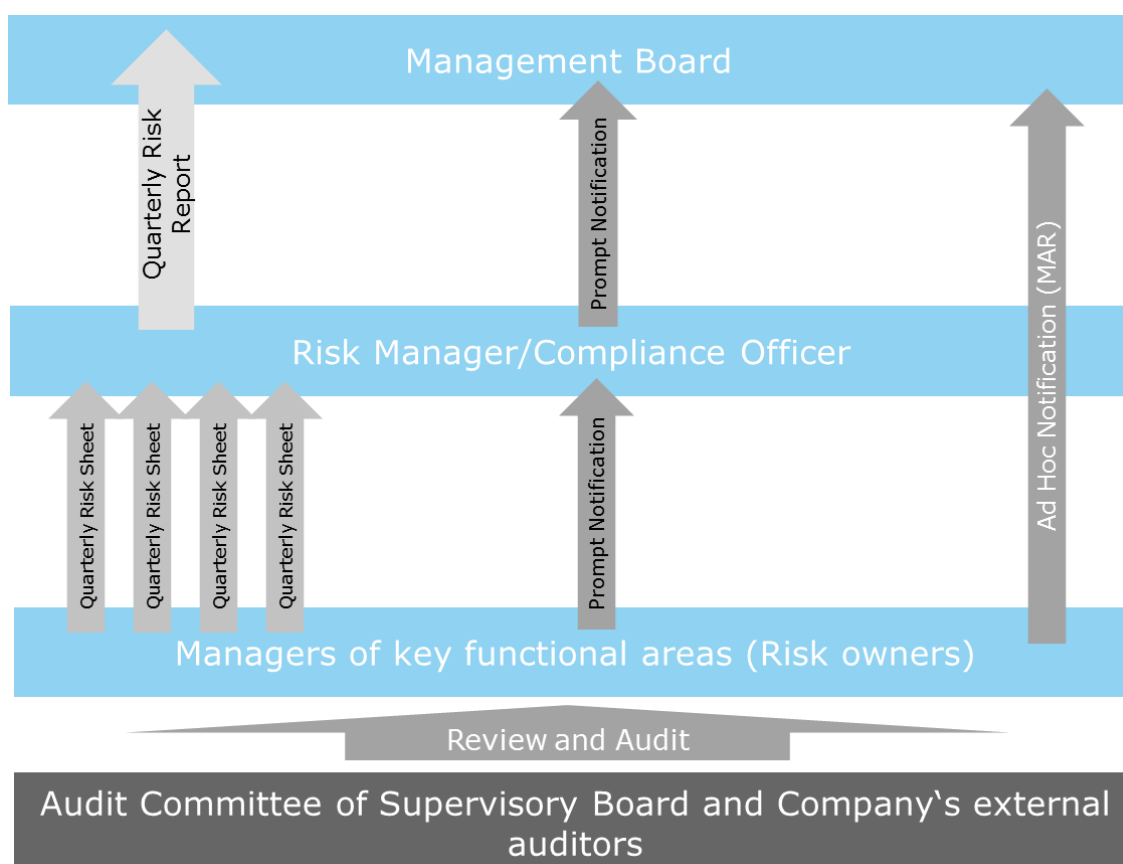 Management Board
Quarterly Risk
Report
Prompt Notification
Ad Hoc Notification (MAR)
Risk Manager/Compliance Officer
Quarterly Risk Sheet
Quarterly Risk Sheet
Quarterly Risk Sheet
Quarterly Risk Sheet
Prompt Notification
Managers of key functional areas (Risk owners)
Review and Audit
Audit Committee of Supervisory Board and Company‘s external
auditors